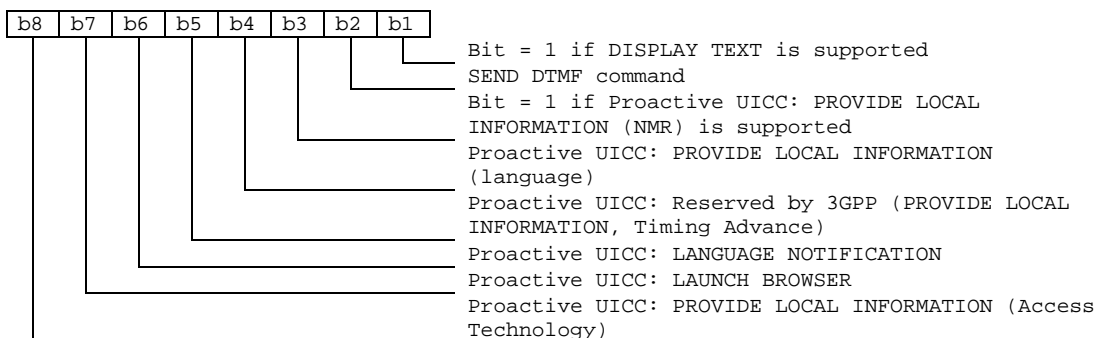 b8 b7 b6 b5 b4 b3 b2 b1
Bit = 1 if DISPLAY TEXT is supported
SEND DTMF command
Bit = 1 if Proactive UICC: PROVIDE LOCAL
INFORMATION (NMR) is supported
Proactive UICC: PROVIDE LOCAL INFORMATION
(language)
Proactive UICC: Reserved by 3GPP (PROVIDE LOCAL
INFORMATION, Timing Advance)
Proactive UICC: LANGUAGE NOTIFICATION
Proactive UICC: LAUNCH BROWSER
Proactive UICC: PROVIDE LOCAL INFORMATION (Access
Technology)